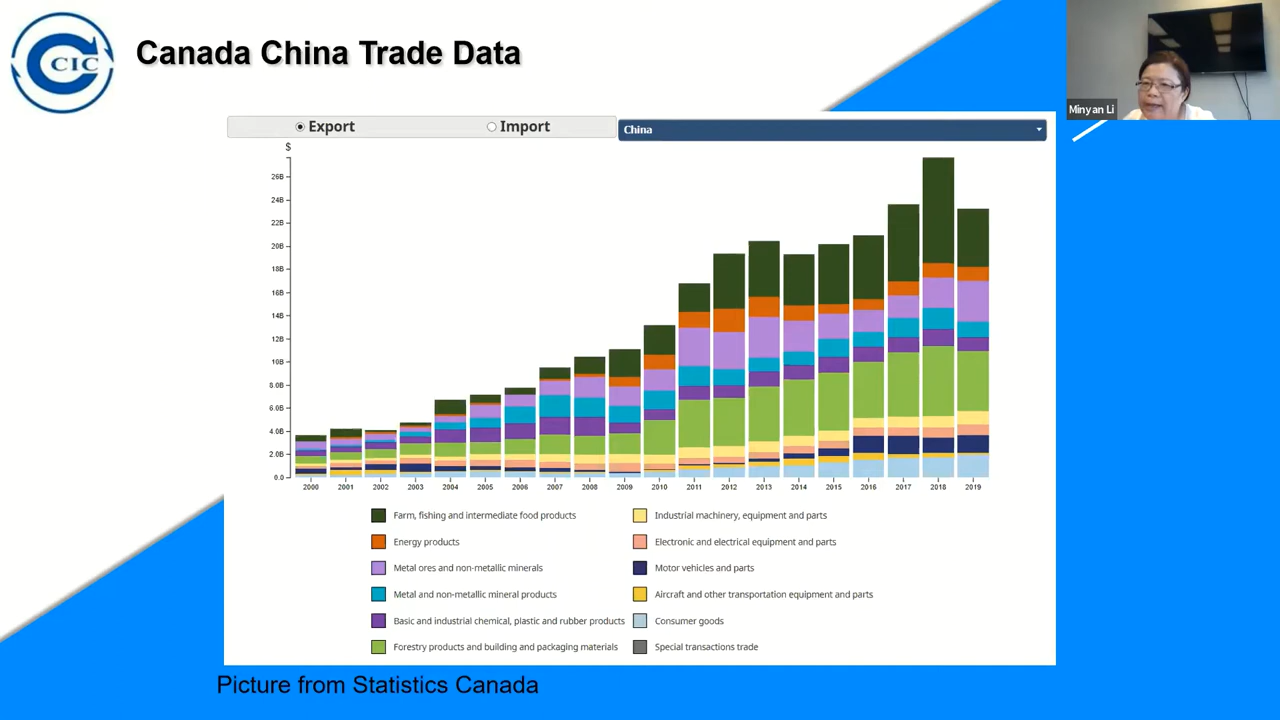 CIC
Canada China Trade Data
Minyan Li
Export
Import
China
$
26B
24B
22B
20B
18B
16B
14B
12B
10B
8.0B
6.0B
4.0B
2.0B
0.0
2000 2001 2002 2003 2004 2005 2006 2007 2008 2009 2010 2011 2012 2013 2014 2015 2016 2017 2018 2019
Farm, fishing and intermediate food products
Energy products
Metal ores and non-metallic minerals
Metal and non-metallic mineral products
Basic and industrial chemical, plastic and rubber products
Forestry products and building and packaging materials
Industrial machinery, equipment and parts
Electronic and electrical equipment and parts
Motor vehicles and parts
Aircraft and other transportation equipment and parts
Consumer goods
Special transactions trade
Picture from Statistics Canada